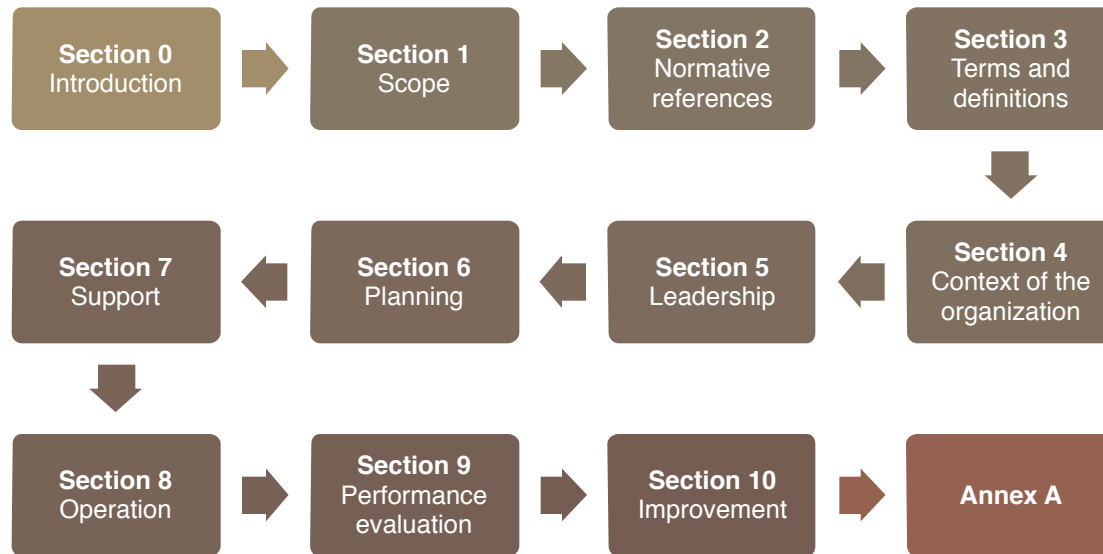 Section 0
Introduction
Section 1
Scope
Section 2
Normative
references
Section 3
Terms and
definitions
Section 4
Context of the
organization
Section 5
Leadership
Section 6
Planning
Section 7
Support
Section 8
Operation
Section 9
Performance
evaluation
Section 10
Improvement
Annex A